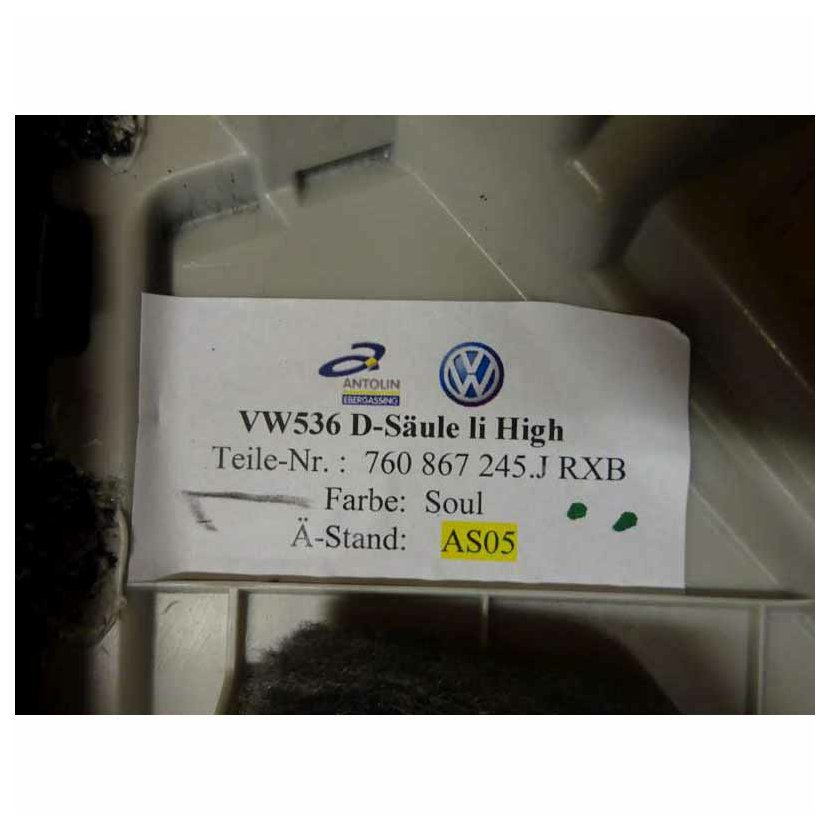 ANTOLIN
EBERGASSING
VW536 D-Säule li High
Teile-Nr. : 760 867 245.J RXB
Farbe: Soul
Ä-Stand: AS05